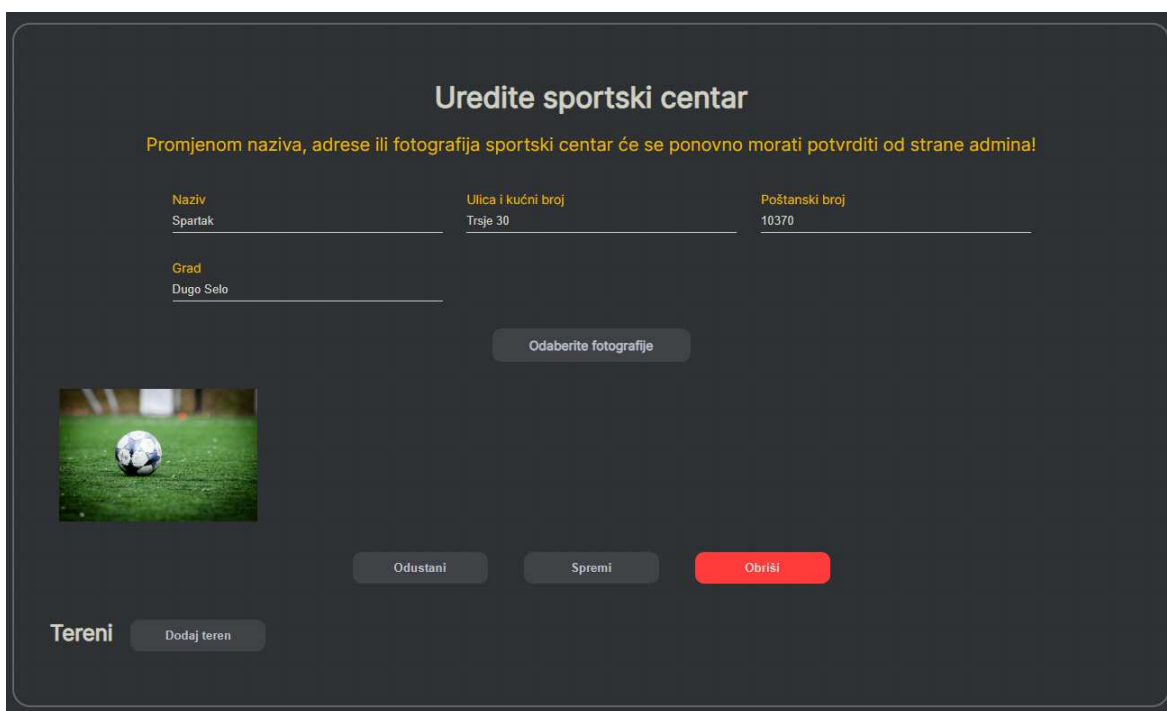 Uredite sportski centar
Promjenom naziva, adrese ili fotografija sportski centar će se ponovno morati potvrditi od strane admina!
Naziv
Spartak
Ulica i kućni broj
Trsje 30
Poštanski broj
10370
Grad
Dugo Selo
Odaberite fotografije
Odustani
Spremi
Obriši
Tereni
Dodaj teren